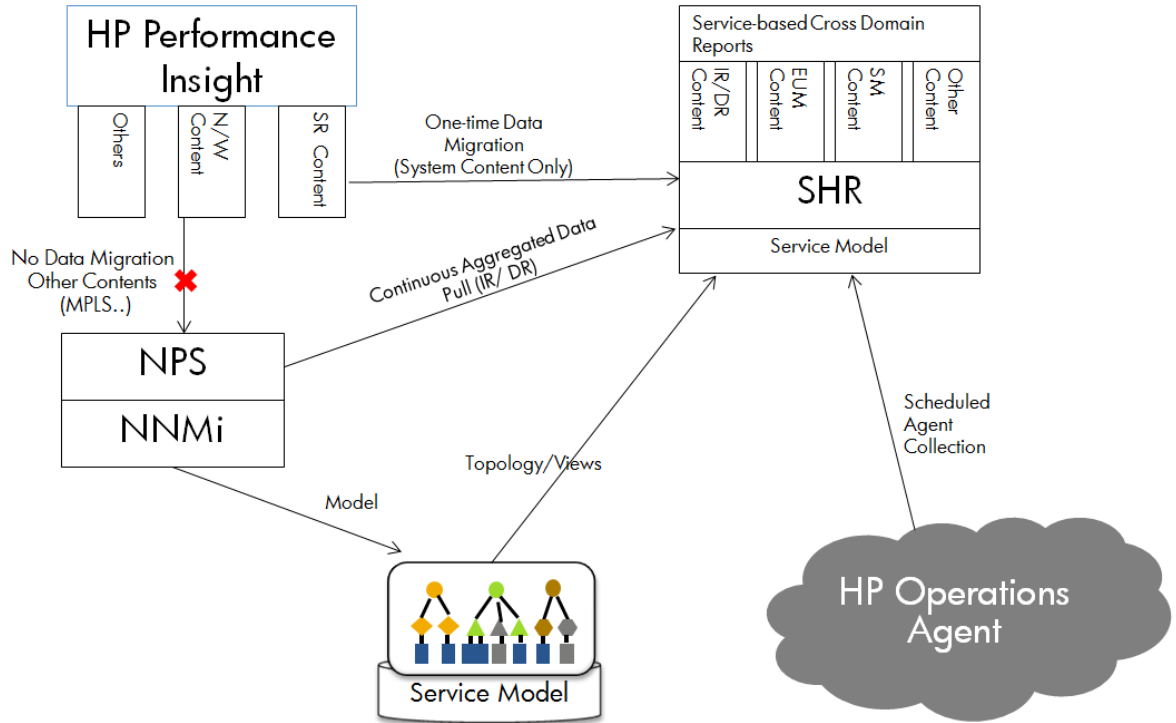 HP Performance
Insight
Others
N/W
Content
SR Content
One-time Data
Migration
(System Content Only)
Service-based Cross Domain
Reports
IR/DR
Content
EUM
Content
SM
Content
Other
Content
SHR
Service Model
No Data Migration
Other Contents
(MPLS..)
Continuous Aggregated Data
Pull (IR/ DR)
NPS
NNMi
Model
Topology/Views
Scheduled
Agent
Collection
Service Model
HP Operations
Agent